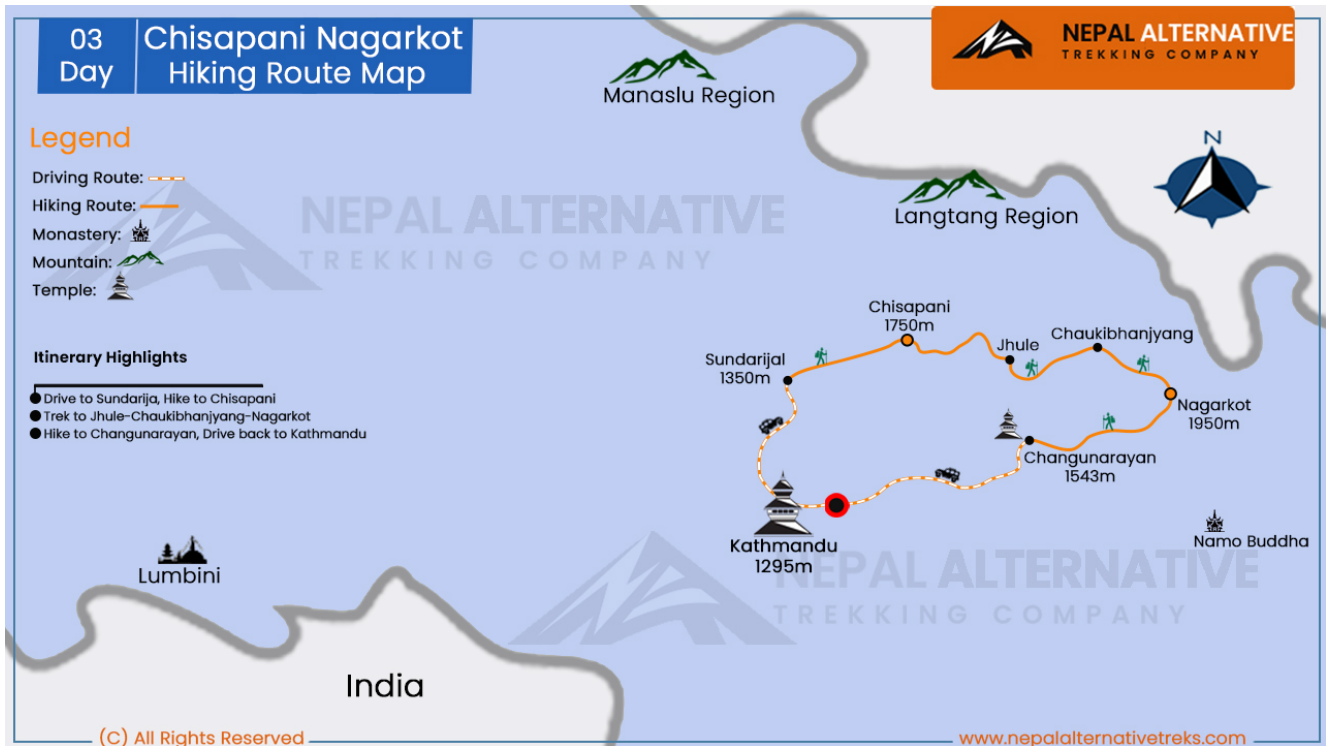 03
Day
Chisapani Nagarkot
Hiking Route Map
NEPAL ALTERNATIVE
TREKKING COMPANY
Manaslu Region
N
Legend
Driving Route:
Hiking Route:
Monastery:
Mountain:
Temple:
NEPAL ALTERNATIVE
TREKKING COMPANY
Langtang Region
Itinerary Highlights
Drive to Sundarija, Hike to Chisapani
Trek to Jhule-Chaukibhanjyang-Nagarkot
Hike to Changunarayan, Drive back to Kathmandu
Chisapani
1750m
Jhule
Chaukibhanjyang
Sundarijal
1350m
Nagarkot
1950m
Changunarayan
1543m
Kathmandu
1295m
Namo Buddha
Lumbini
NEPAL ALTERNATIVE
TREKKING COMPANY
India
(C) All Rights Reserved
www.nepalalternativetreks.com